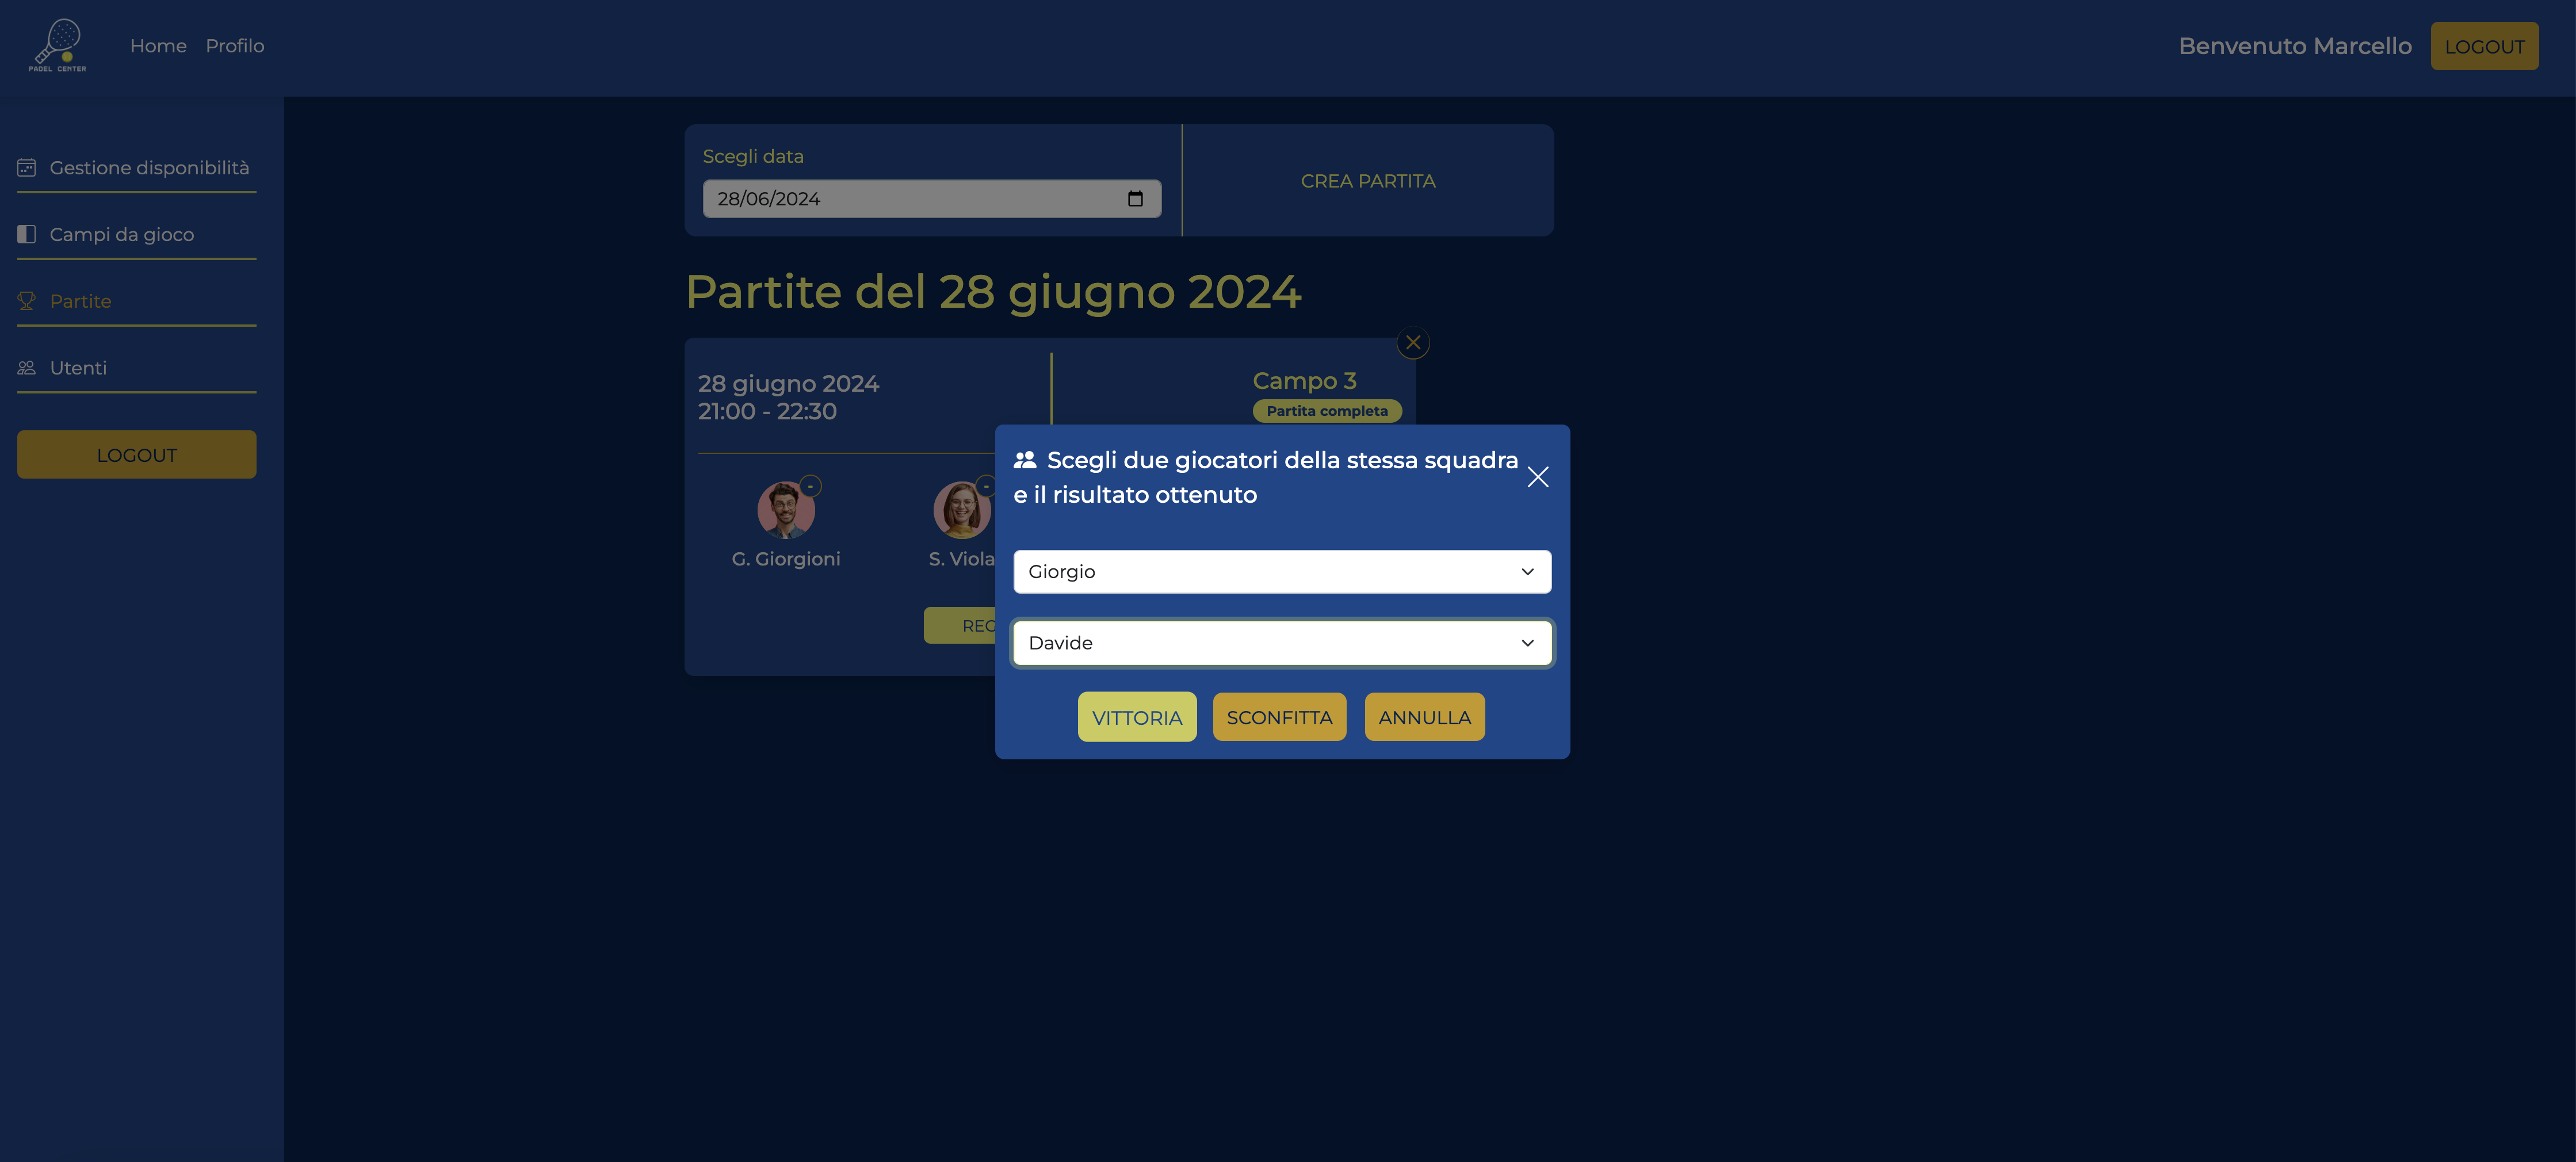 PADEL CENTER
Home
Profilo
Benvenuto Marcello
LOGOUT
Gestione disponibilità
Campi da gioco
Partite
Utenti
LOGOUT
Scegli data
28/06/2024
CREA PARTITA
Partite del 28 giugno 2024
28 giugno 2024
21:00 - 22:30
Campo 3
Partita completa
-
G. Giorgioni
-
S. Viola
Scegli due giocatori della stessa squadra
e il risultato ottenuto
Giorgio
Davide
VITTORIA
SCONFITTA
ANNULLA